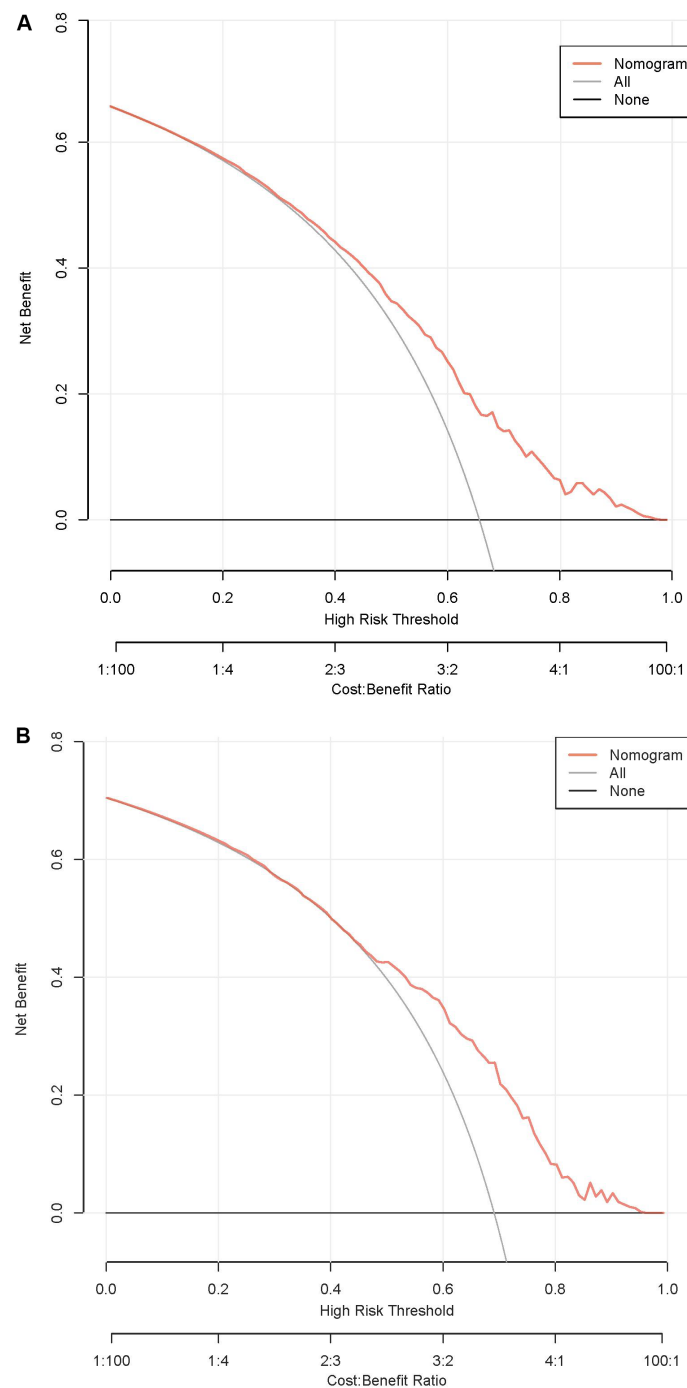 A
0.8
0.6
0.4
0.2
0.0
Net Benefit
Nomogram
All
None
0.0 0.2 0.4 0.6 0.8 1.0
High Risk Threshold
1:100 1:4 2:3 3:2 4:1 100:1
Cost:Benefit Ratio
B
0.8
0.6
0.4
0.2
0.0
Net Benefit
Nomogram
All
None
0.0 0.2 0.4 0.6 0.8 1.0
High Risk Threshold
1:100 1:4 2:3 3:2 4:1 100:1
Cost:Benefit Ratio